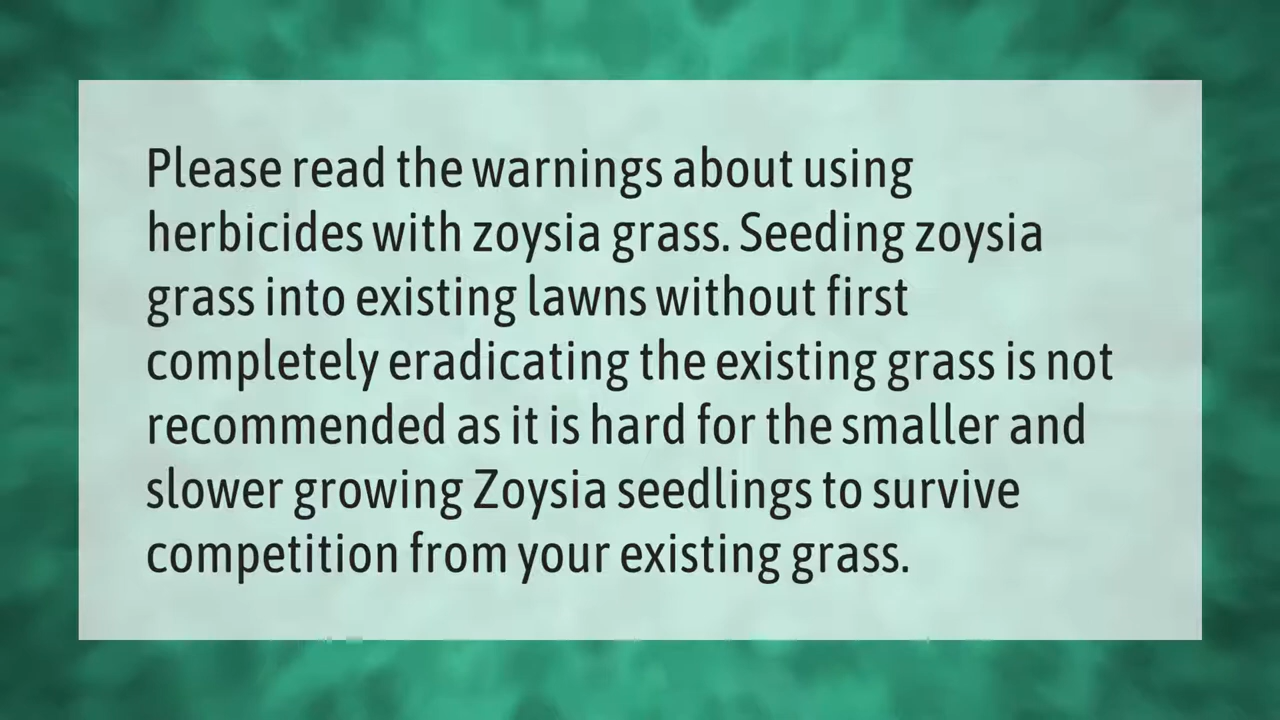 Please read the warnings about using
herbicides with zoysia grass. Seeding zoysia
grass into existing lawns without first
completely eradicating the existing grass is not
recommended as it is hard for the smaller and
slower growing Zoysia seedlings to survive
competition from your existing grass.